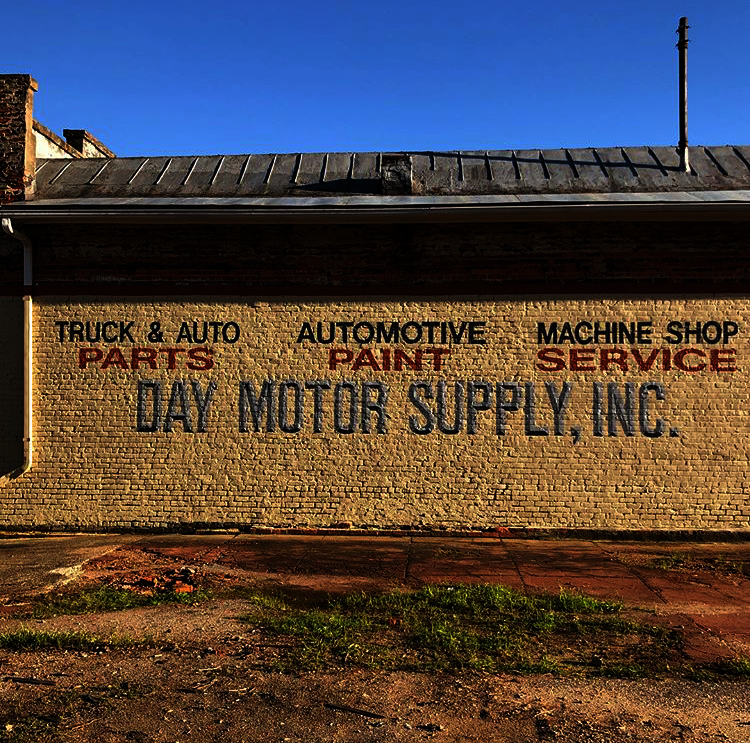 TRUCK & AUTO AUTOMOTIVE MACHINE SHOP
PARTS PAINT SERVICE
DAY MOTOR SUPPLY, INC.